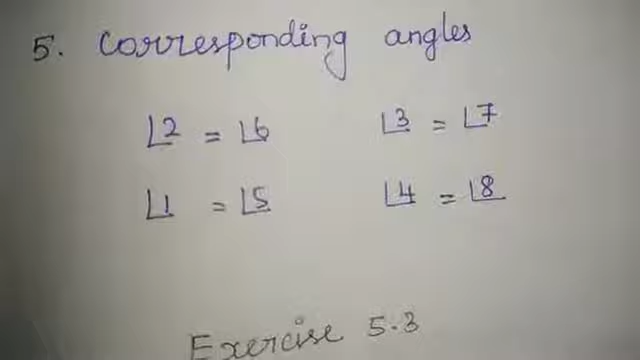 5. Corresponding angles
∠2 = ∠6 ∠3 = ∠7
∠1 = ∠5 ∠4 = ∠8
Exercise 5.3